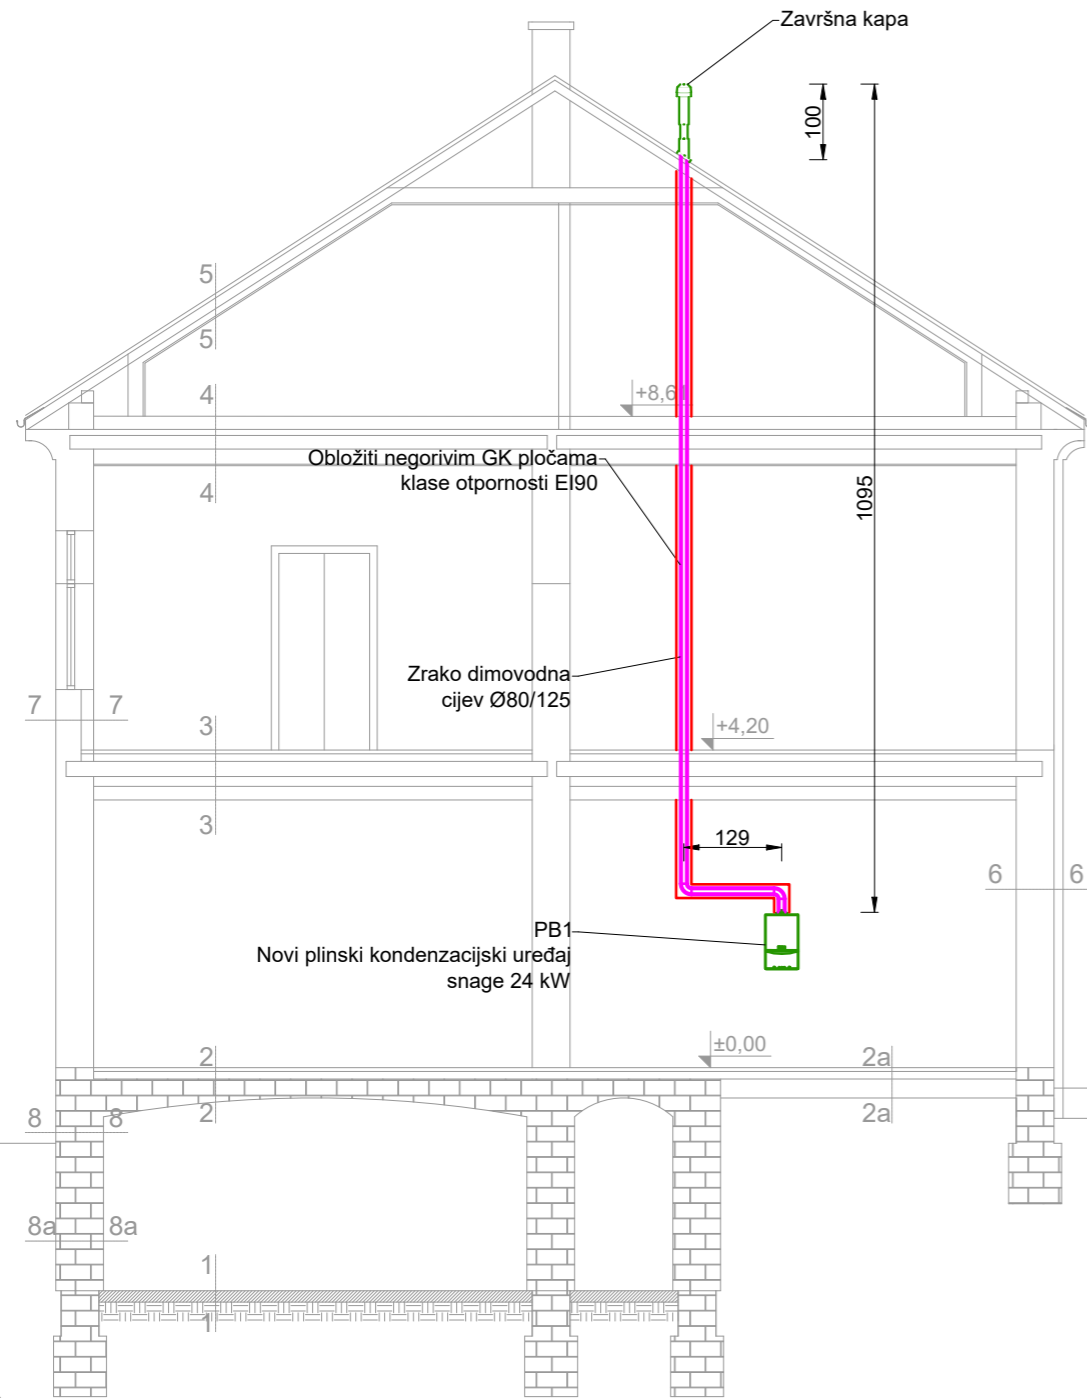 Završna kapa
100
5
5
4
+8,6
Obložiti negorivim GK pločama
klase otpornosti EI90
4
1095
Zrako dimovodna
cijev Ø80/125
7
7
3
+4,20
3
129
6
6
PB1
Novi plinski kondenzacijski uređaj
snage 24 kW
2
±0,00
2a
8
8
2
2a
8a
8a
1
1